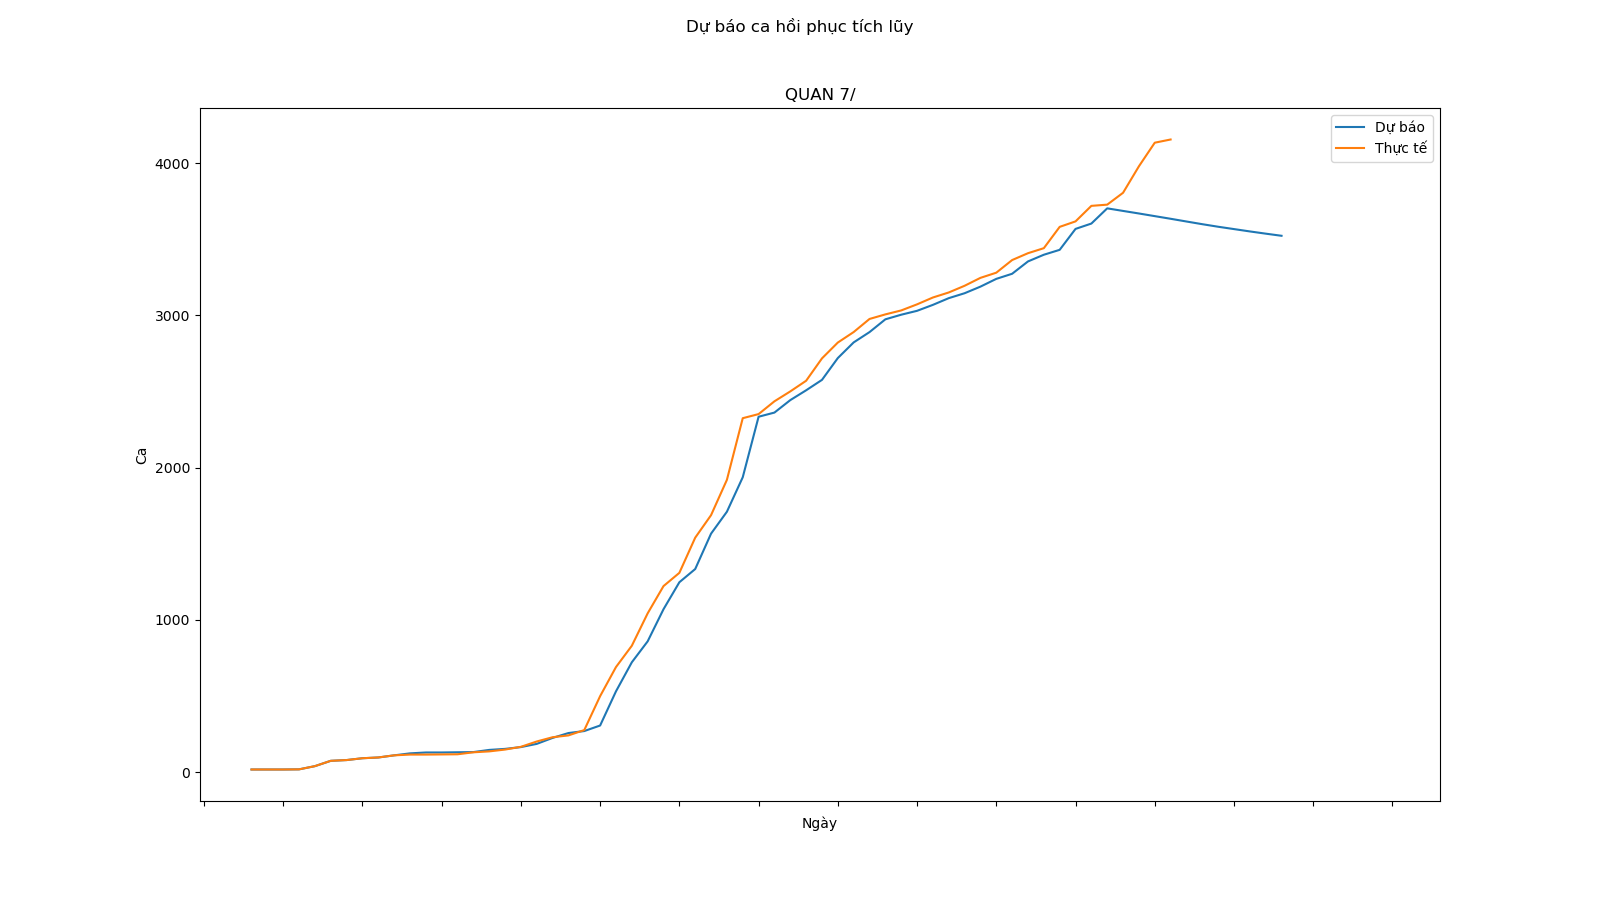 Dự báo ca hồi phục tích lũy
QUAN 7/
Dự báo
Thực tế
4000
3000
2000
1000
0
Ca
Ngày